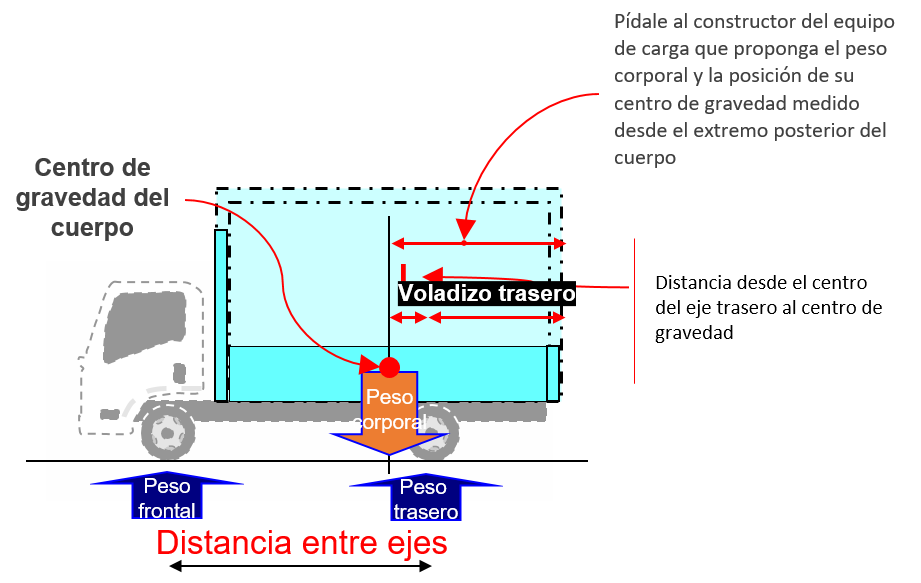 Pídale al constructor del equipo
de carga que proponga el peso
corporal y la posición de su
centro de gravedad medido
desde el extremo posterior del
cuerpo
Centro de
gravedad del
cuerpo
L
Voladizo trasero
Distancia desde el centro
del eje trasero al centro de
gravedad
Peso
corporal
Peso
frontal
Peso
trasero
Distancia entre ejes